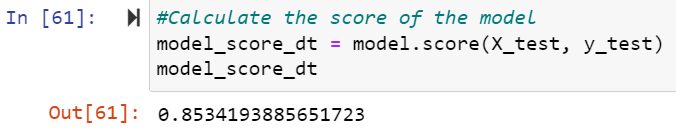 In [61]: #Calculate the score of the model
model_score_dt = model.score(X_test, y_test)
model_score_dt
Out[61]: 0.8534193885651723